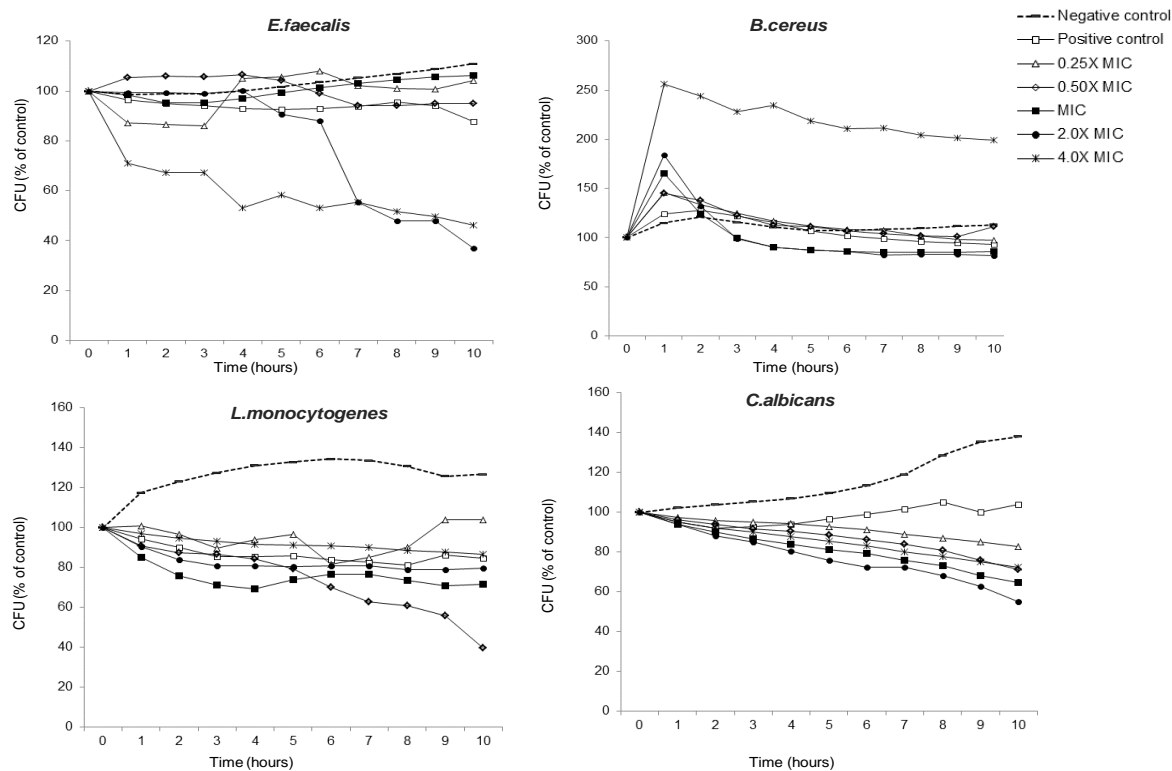 E.faecalis
CFU (% of control)
120
100
80
60
40
20
0
0 1 2 3 4 5 6 7 8 9 10
Time (hours)
B.cereus
CFU (% of control)
300
250
200
150
100
50
0
0 1 2 3 4 5 6 7 8 9 10
Time (hours)
Negative control
Positive control
0.25X MIC
0.50X MIC
MIC
2.0X MIC
4.0X MIC
L.monocytogenes
CFU (% of control)
160
140
120
100
80
60
40
20
0
0 1 2 3 4 5 6 7 8 9 10
Time (hours)
C.albicans
CFU (% of control)
160
140
120
100
80
60
40
20
0
0 1 2 3 4 5 6 7 8 9 10
Time (hours)